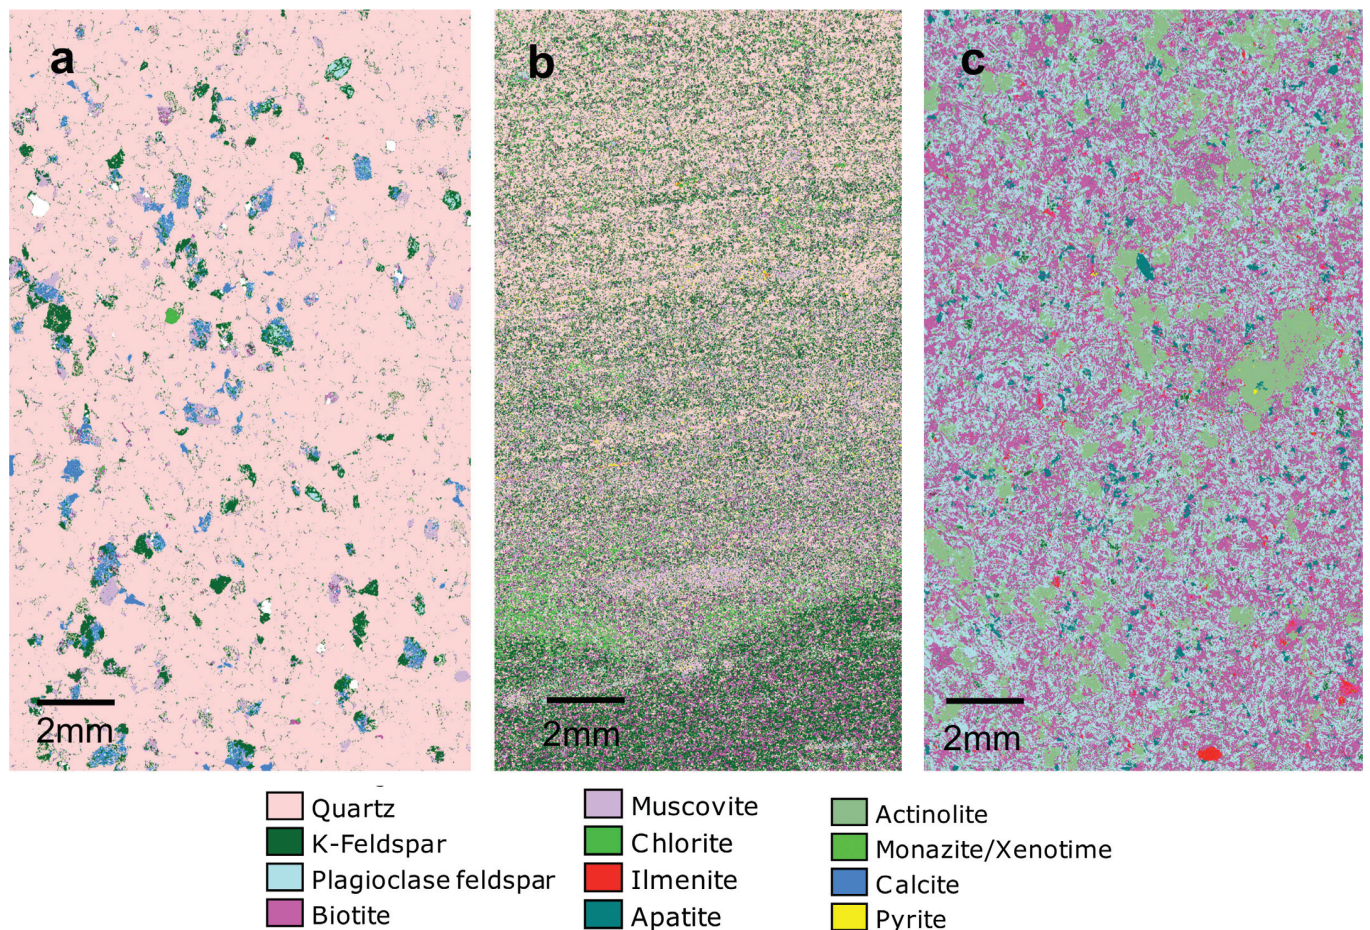 a
b
c
2mm
2mm
2mm
Quartz
K-Feldspar
Plagioclase feldspar
Biotite
Muscovite
Chlorite
Ilmenite
Apatite
Actinolite
Monazite/Xenotime
Calcite
Pyrite